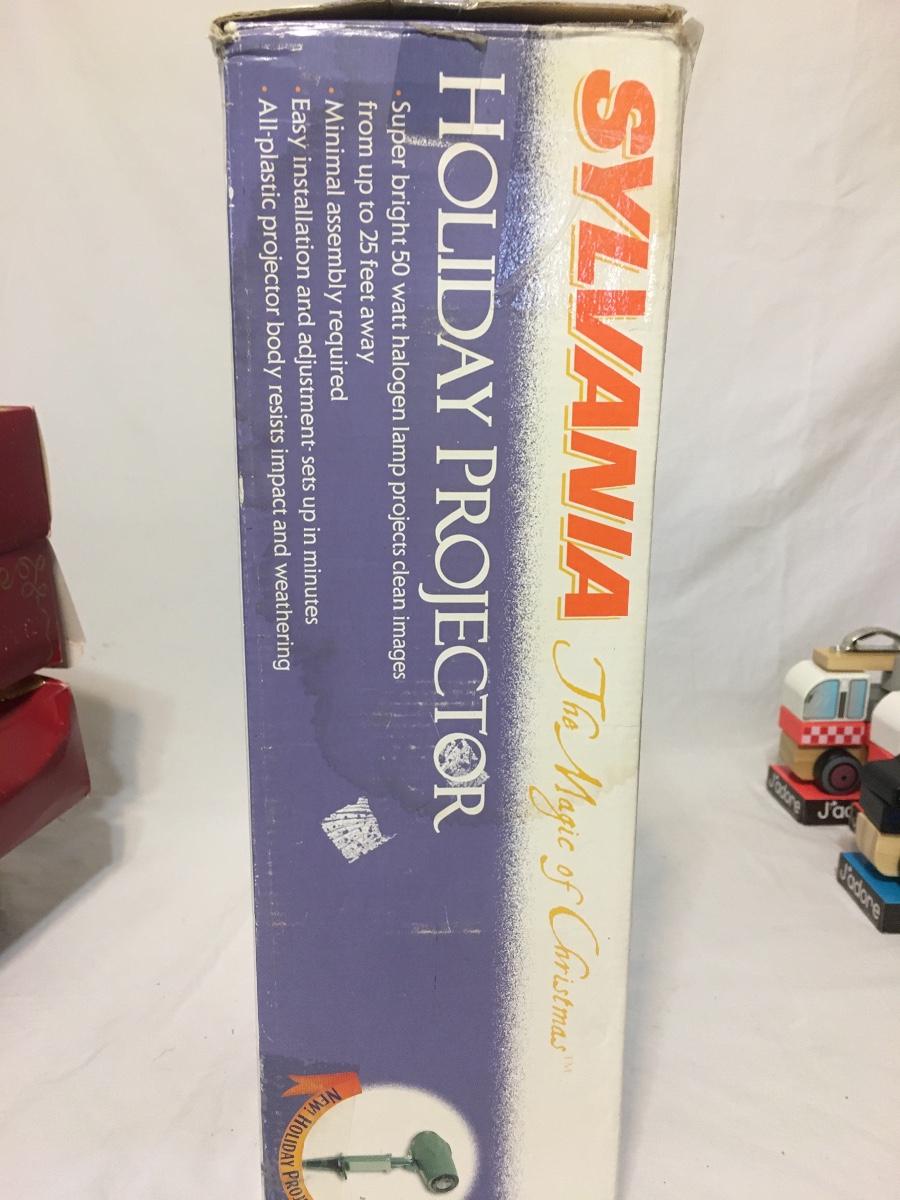 SYLVANIA The Magic of Christmas™
HOLIDAY PROJECTOR
· Super bright 50 watt halogen lamp projects clean images
from up to 25 feet away
· Minimal assembly required
· Easy installation and adjustment- sets up in minutes
· All-plastic projector body resists impact and weathering
NEW! HOLIDAY
J'adore
J'adore